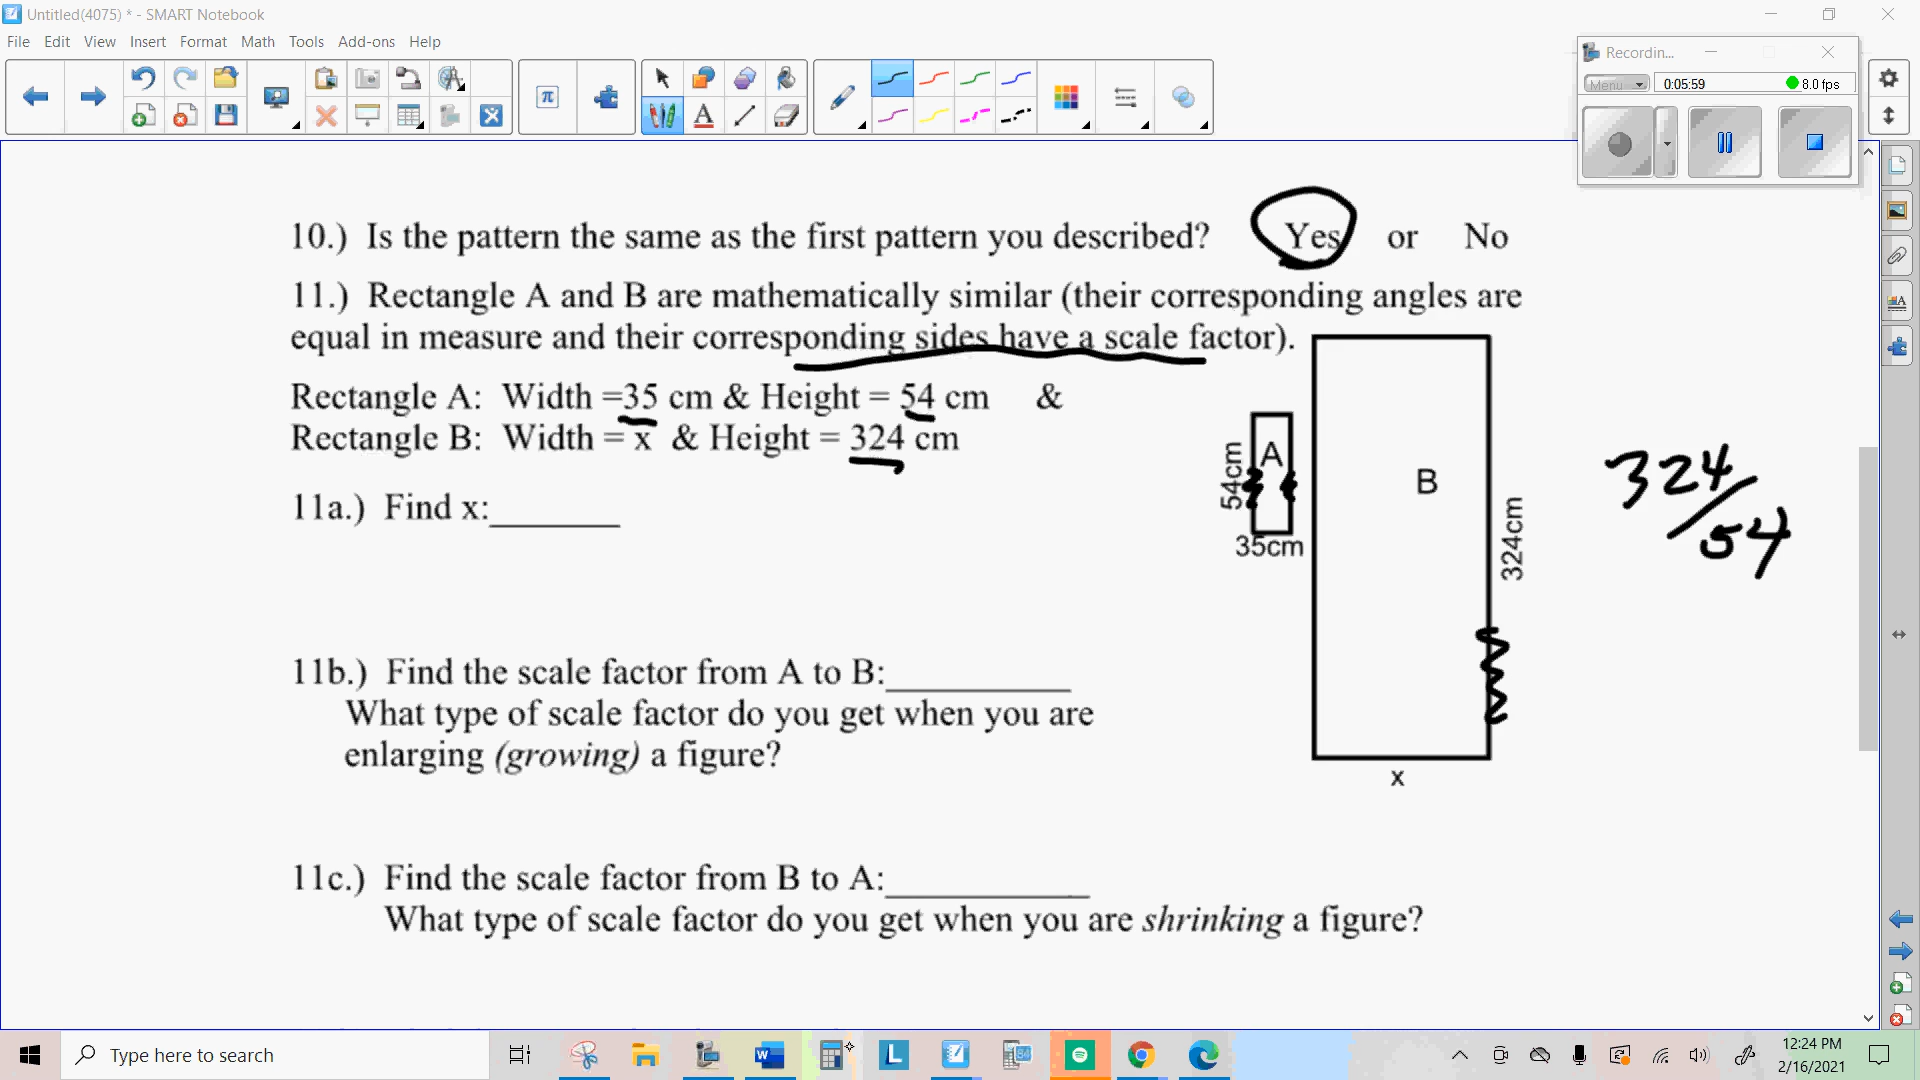 Untitled(4075) * - SMART Notebook
File Edit View Insert Format Math Tools Add-ons Help
Recordin...
Menu 0:05:59 8.0 fps
π
A
10.) Is the pattern the same as the first pattern you described? Yes or No
11.) Rectangle A and B are mathematically similar (their corresponding angles are
equal in measure and their corresponding sides have a scale factor).
Rectangle A: Width =35 cm & Height = 54 cm &
Rectangle B: Width = x & Height = 324 cm
11a.) Find x:________
A
54cm
35cm
B
324cm
x
324/54
11b.) Find the scale factor from A to B:___________
What type of scale factor do you get when you are
enlarging (growing) a figure?
11c.) Find the scale factor from B to A:____________
What type of scale factor do you get when you are shrinking a figure?
Type here to search
W
L
12:24 PM
2/16/2021